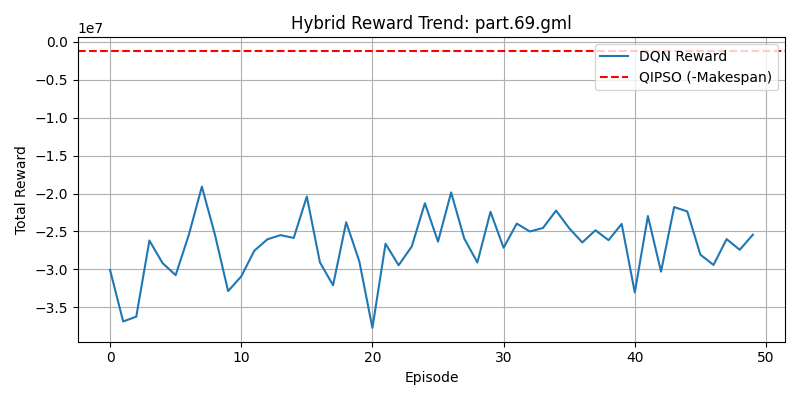 Hybrid Reward Trend: part.69.gml
1e7
0.0
−0.5
−1.0
−1.5
−2.0
−2.5
−3.0
−3.5
Total Reward
DQN Reward
QIPSO (-Makespan)
0 10 20 30 40 50
Episode